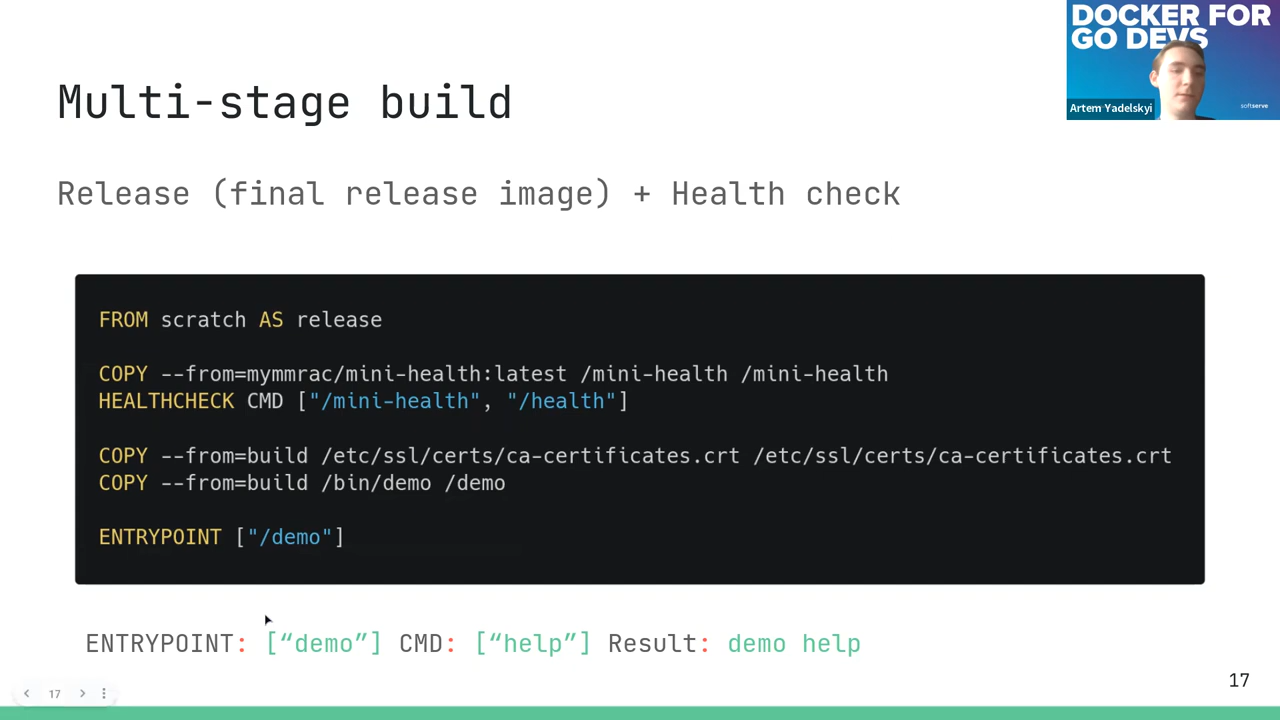 DOCKER FOR
GO DEVS
Artem Yadelskyi
softserve
Multi-stage build
Release (final release image) + Health check
FROM scratch AS release
COPY --from=mymmrac/mini-health:latest /mini-health /mini-health
HEALTHCHECK CMD ["/mini-health", "/health"]
COPY --from=build /etc/ssl/certs/ca-certificates.crt /etc/ssl/certs/ca-certificates.crt
COPY --from=build /bin/demo /demo
ENTRYPOINT ["/demo"]
ENTRYPOINT: [“demo”] CMD: [“help”] Result: demo help
17
17